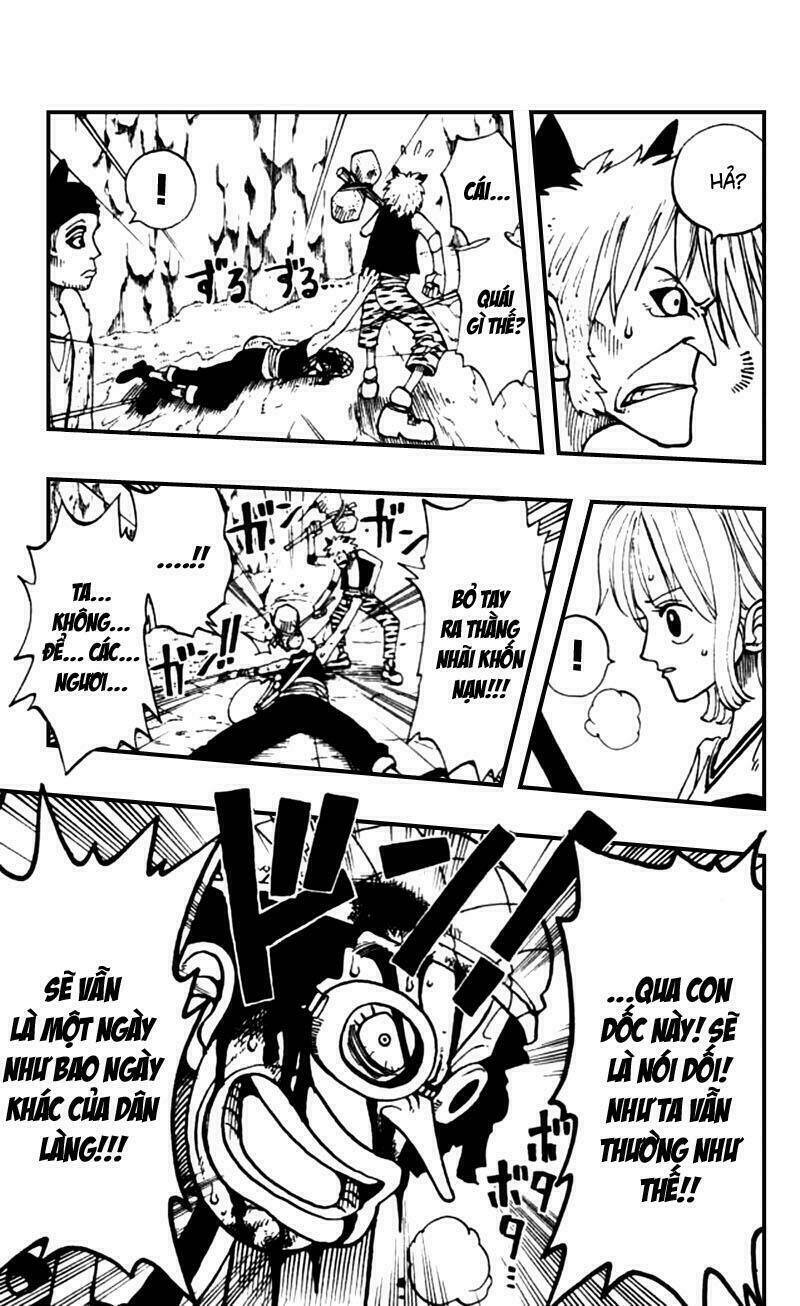 HẢ?
CÁI...
QUÁI
GÌ THẾ?
!
ずる
ずる
!
BỎ TAY
RA THẰNG
NHÃI KHỐN
NẠN!!!
ガン
ガン
.....!!
TA...
KHÔNG...
ĐỂ... CÁC...
NGƯƠI...
...QUA CON
DỐC NÀY! SẼ
LÀ NÓI DỐI!
NHƯ TA VẪN
THƯỜNG NHƯ
THẾ!!
ドン!!
ボタ
ボタ
SẼ VẪN
LÀ MỘT NGÀY
NHƯ BAO NGÀY
KHÁC CỦA DÂN
LÀNG!!!